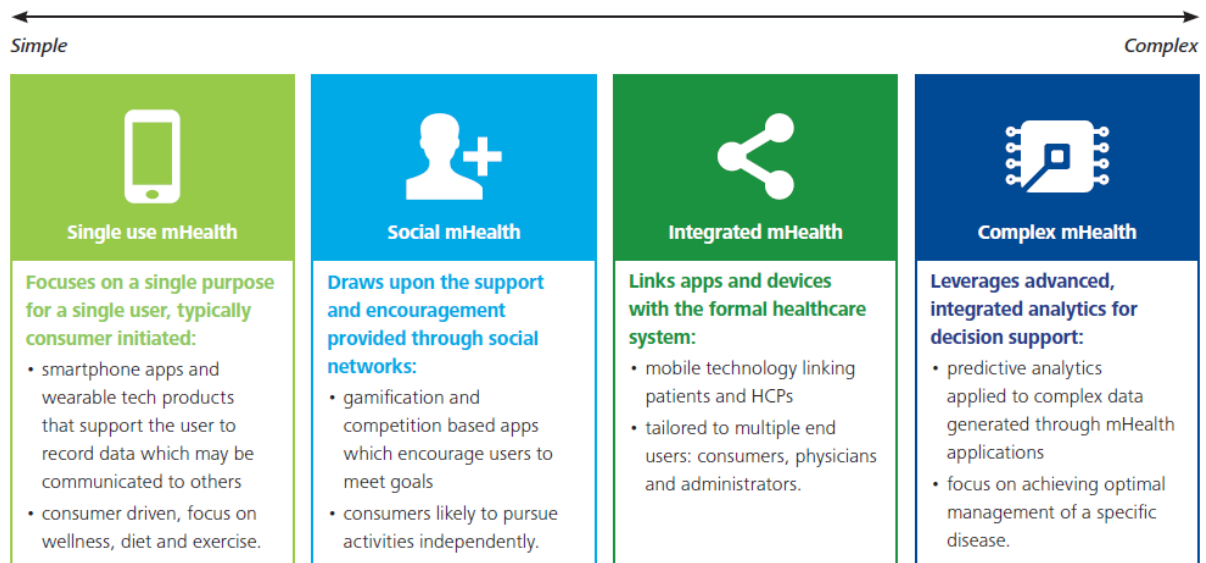 Simple
Complex
Single use mHealth
Focuses on a single purpose
for a single user, typically
consumer initiated:
• smartphone apps and
wearable tech products
that support the user to
record data which may be
communicated to others
• consumer driven, focus on
wellness, diet and exercise.
Social mHealth
Draws upon the support
and encouragement
provided through social
networks:
• gamification and
competition based apps
which encourage users to
meet goals
• consumers likely to pursue
activities independently.
Integrated mHealth
Links apps and devices
with the formal healthcare
system:
• mobile technology linking
patients and HCPs
• tailored to multiple end
users: consumers, physicians
and administrators.
Complex mHealth
Leverages advanced,
integrated analytics for
decision support:
• predictive analytics
applied to complex data
generated through mHealth
applications
• focus on achieving optimal
management of a specific
disease.